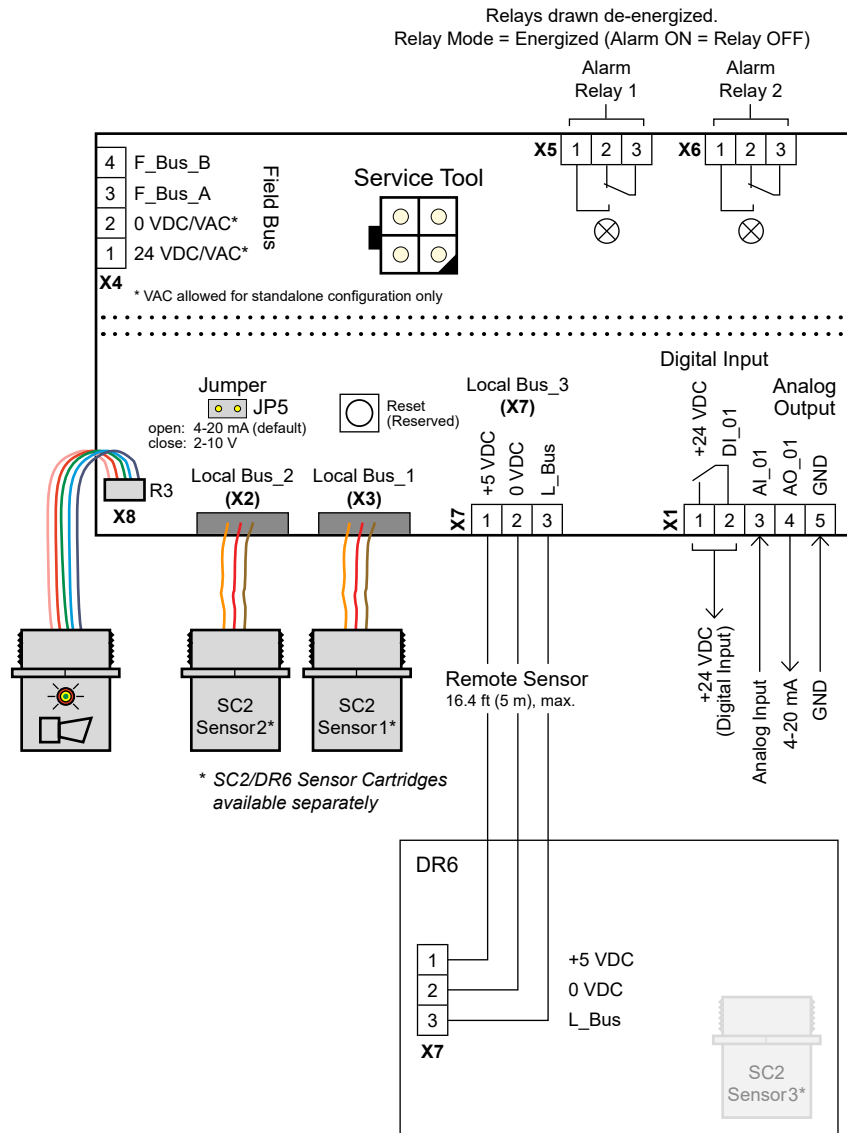 Relays drawn de-energized.
Relay Mode = Energized (Alarm ON = Relay OFF)
Alarm
Relay 1
Alarm
Relay 2
X5 1 2 3
X6 1 2 3
4 F_Bus_B
3 F_Bus_A
2 0 VDC/VAC*
1 24 VDC/VAC*
X4
Field Bus
* VAC allowed for standalone configuration only
Service Tool
Jumper
JP5
open: 4-20 mA (default)
close: 2-10 V
Reset
(Reserved)
Local Bus_3
(X7)
+5 VDC
0 VDC
L_Bus
X7 1 2 3
Digital Input
+24 VDC
DI_01
Analog
Output
AI_01
AO_01
GND
X1 1 2 3 4 5
R3
X8
Local Bus_2
(X2)
Local Bus_1
(X3)
SC2
Sensor2*
SC2
Sensor1*
* SC2/DR6 Sensor Cartridges
available separately
Remote Sensor
16.4 ft (5 m), max.
+24 VDC
(Digital Input)
Analog Input
4-20 mA
GND
DR6
1 +5 VDC
2 0 VDC
3 L_Bus
X7
SC2
Sensor3*